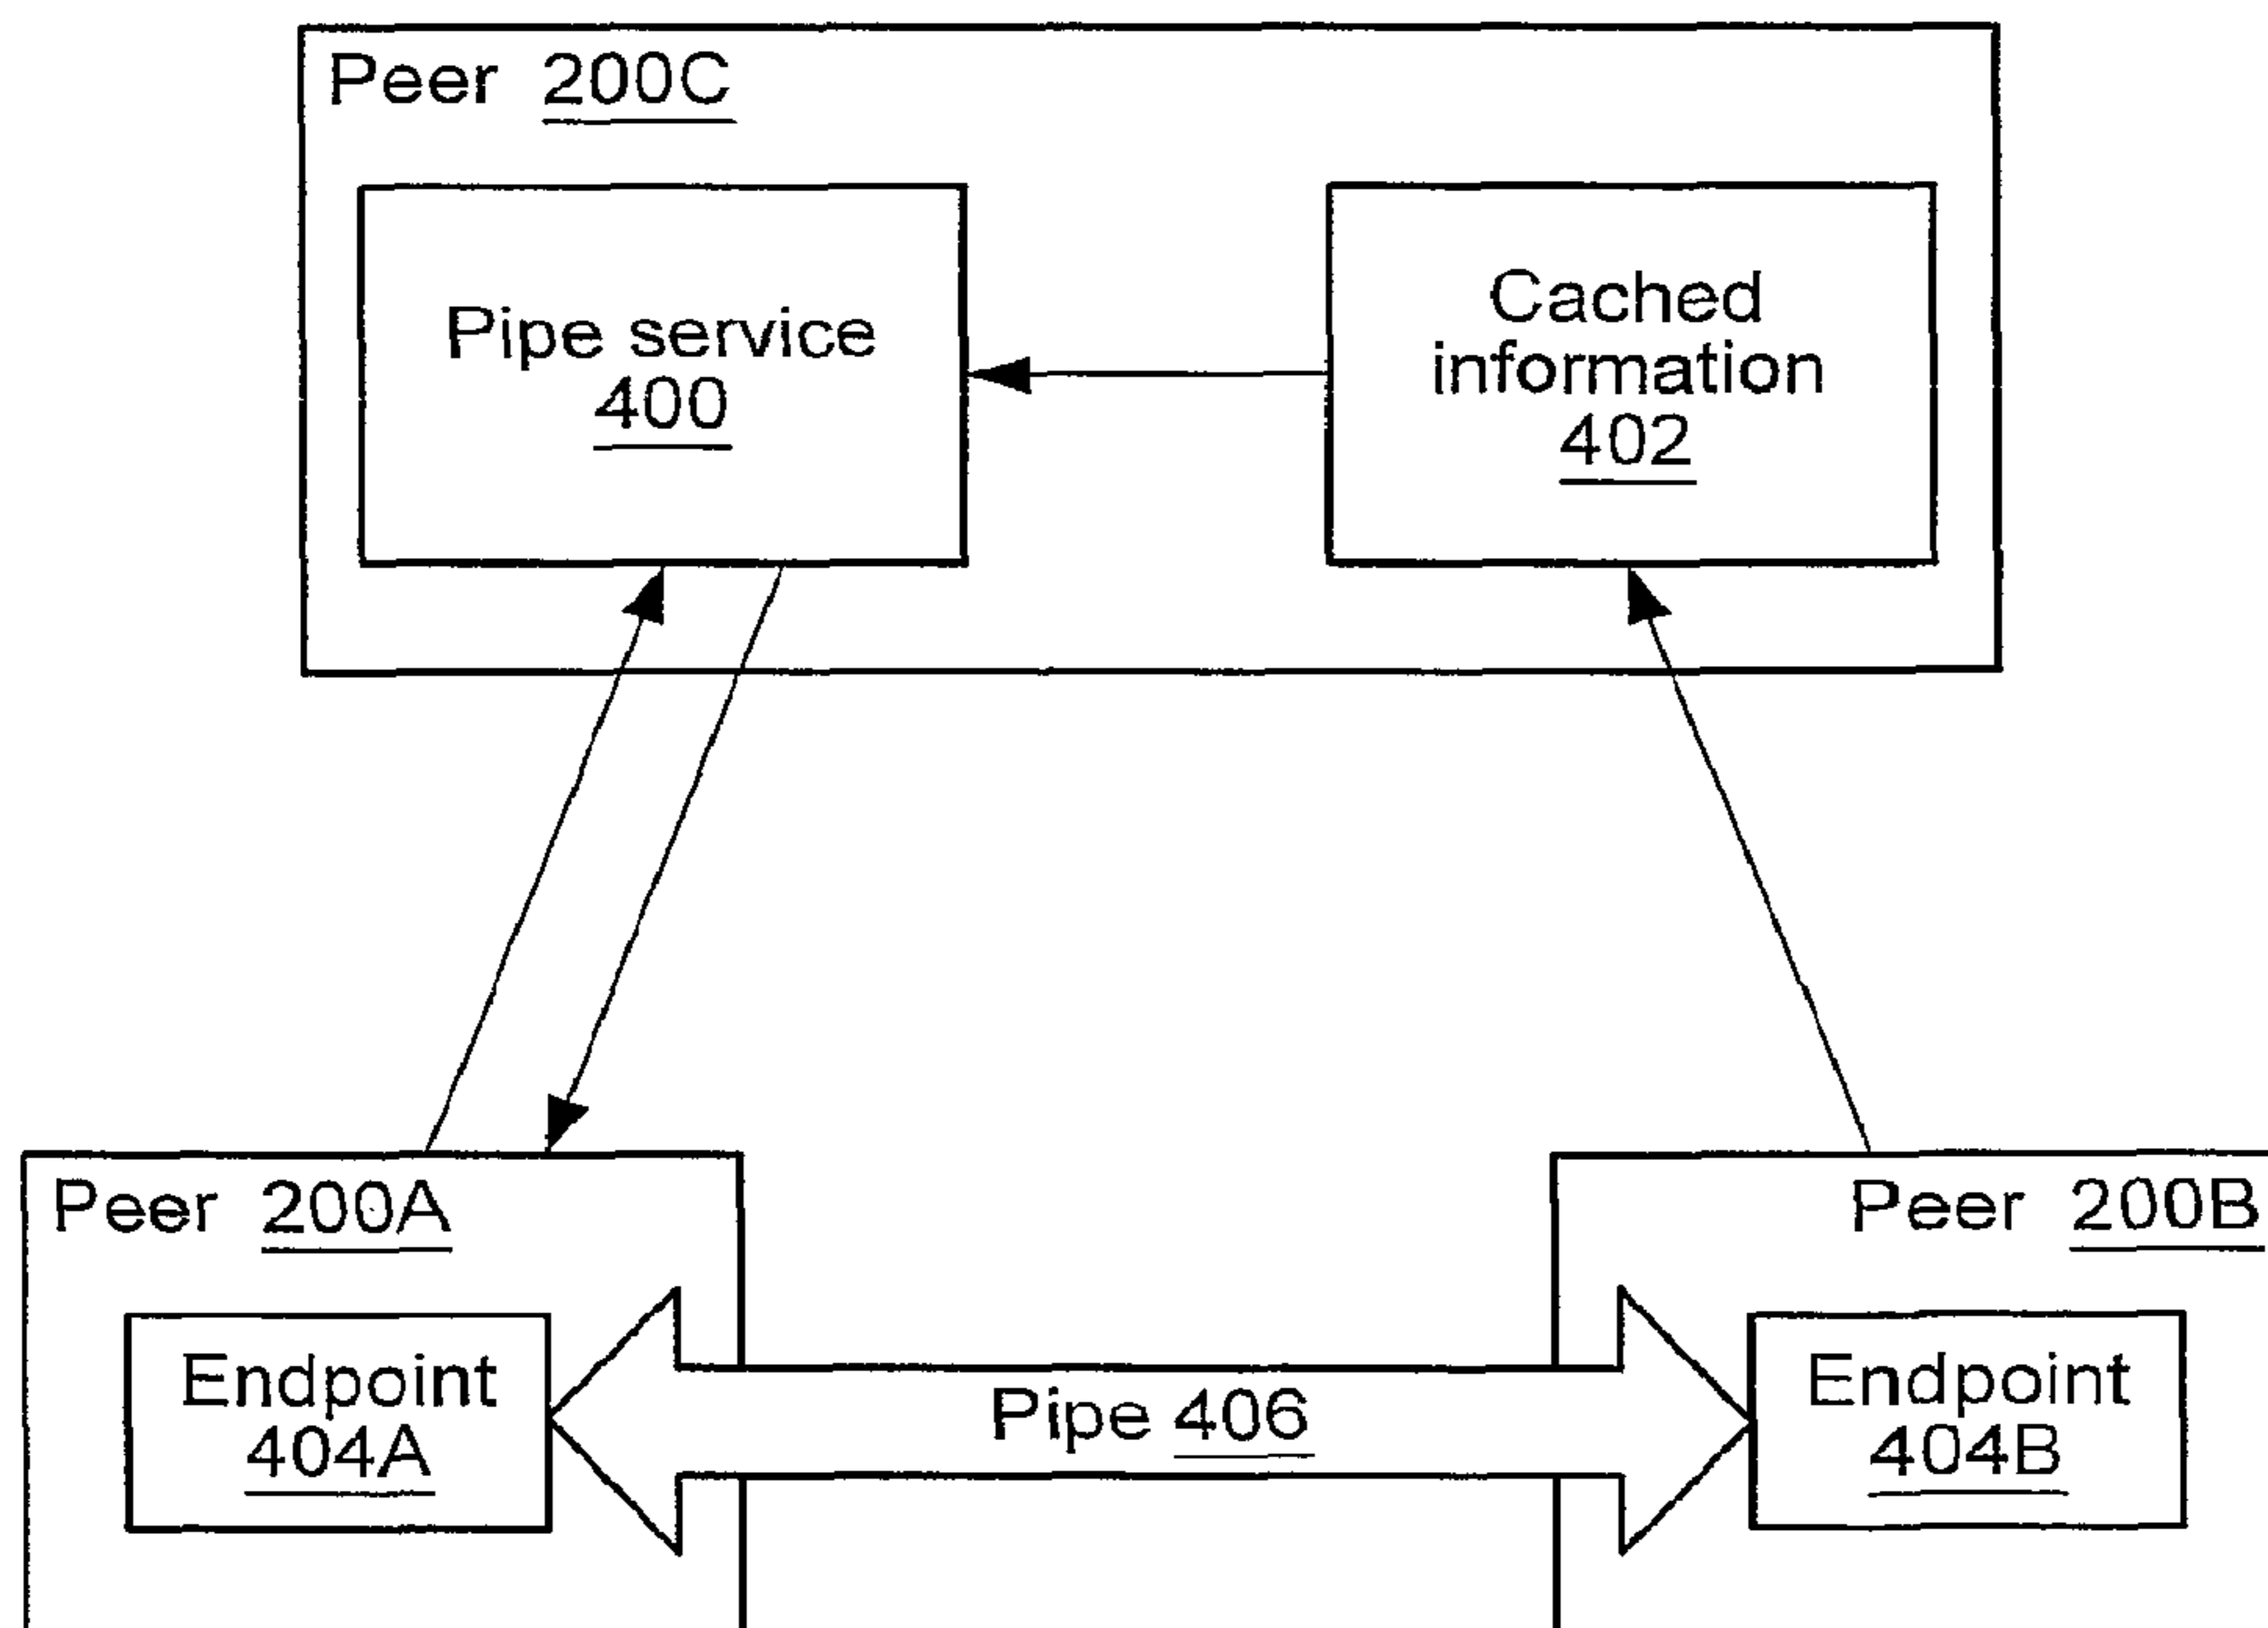 Peer 200C
Pipe service
400
Cached
information
402
Peer 200A
Peer 200B
Endpoint
404A
Pipe 406
Endpoint
404B